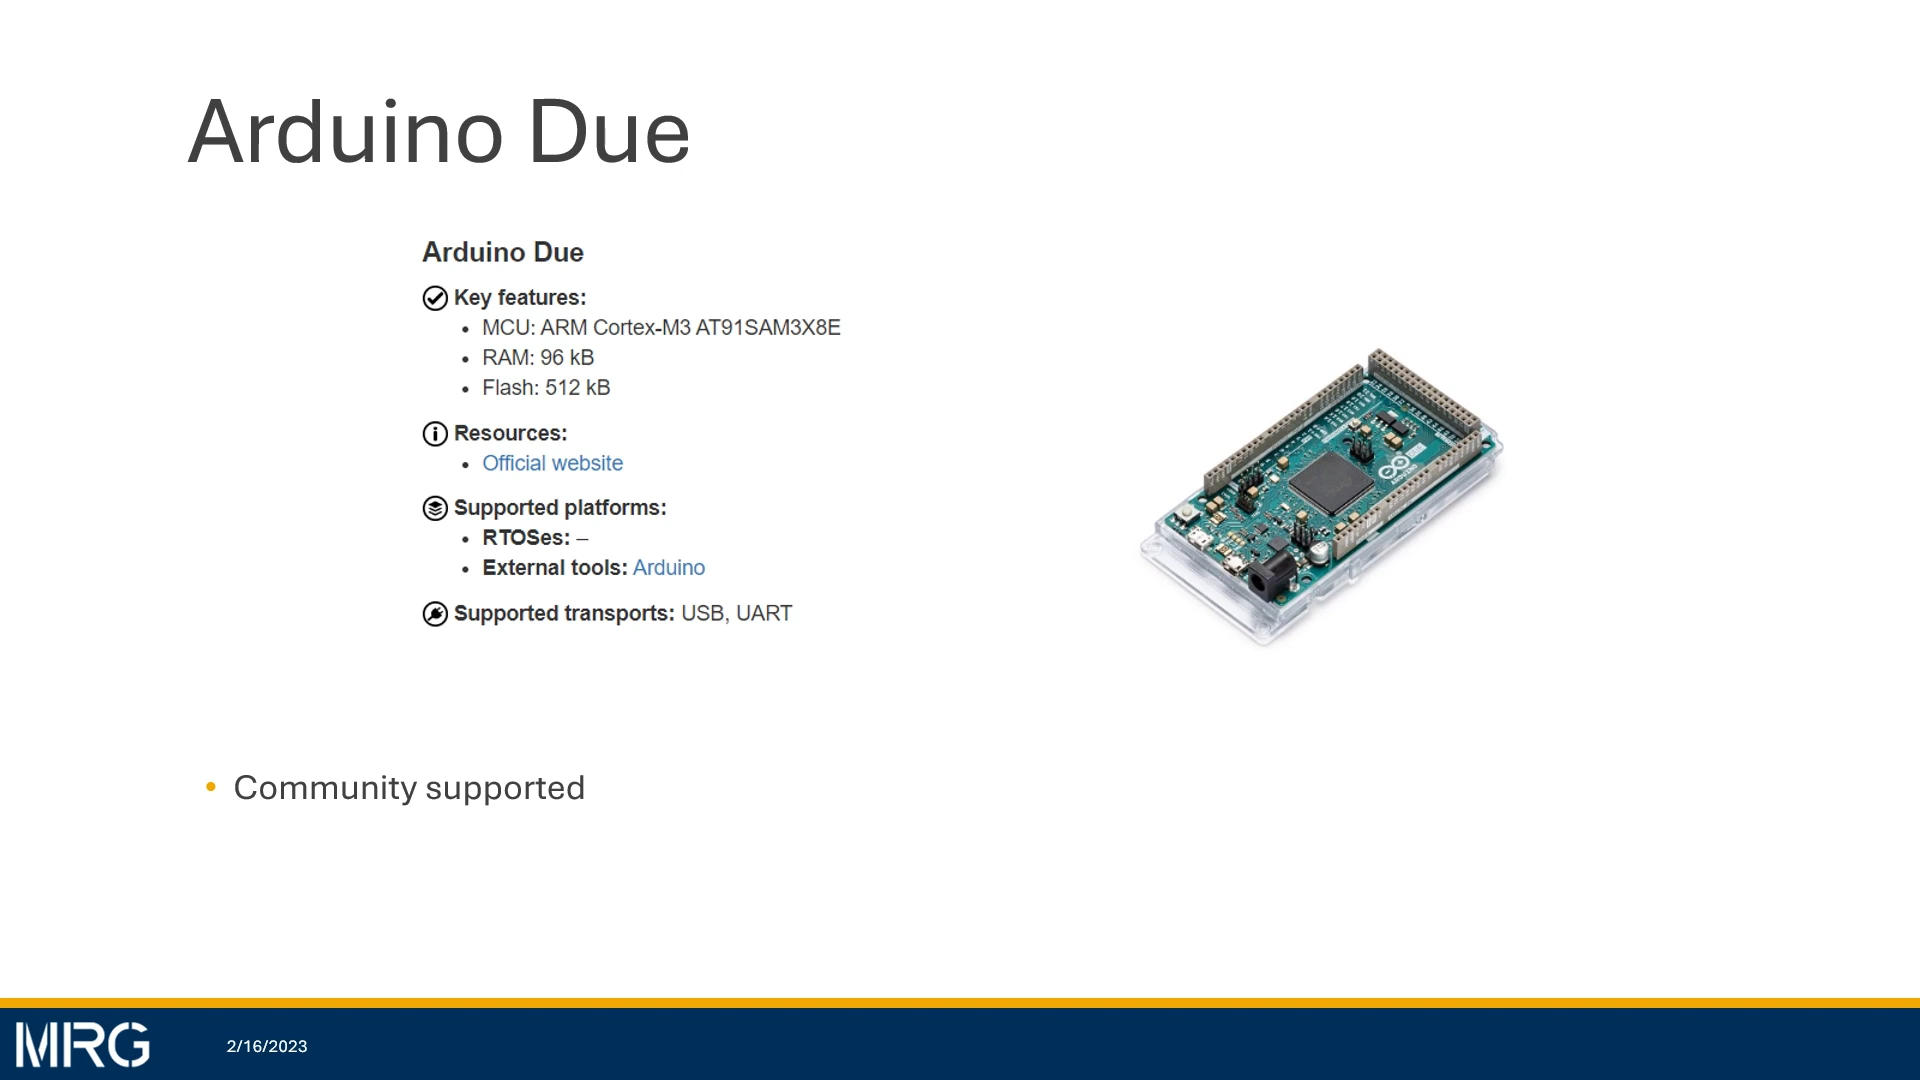 Arduino Due
Arduino Due
Key features:
• MCU: ARM Cortex-M3 AT91SAM3X8E
• RAM: 96 kB
• Flash: 512 kB
Resources:
• Official website
Supported platforms:
• RTOSes: –
• External tools: Arduino
Supported transports: USB, UART
• Community supported
MRG
2/16/2023